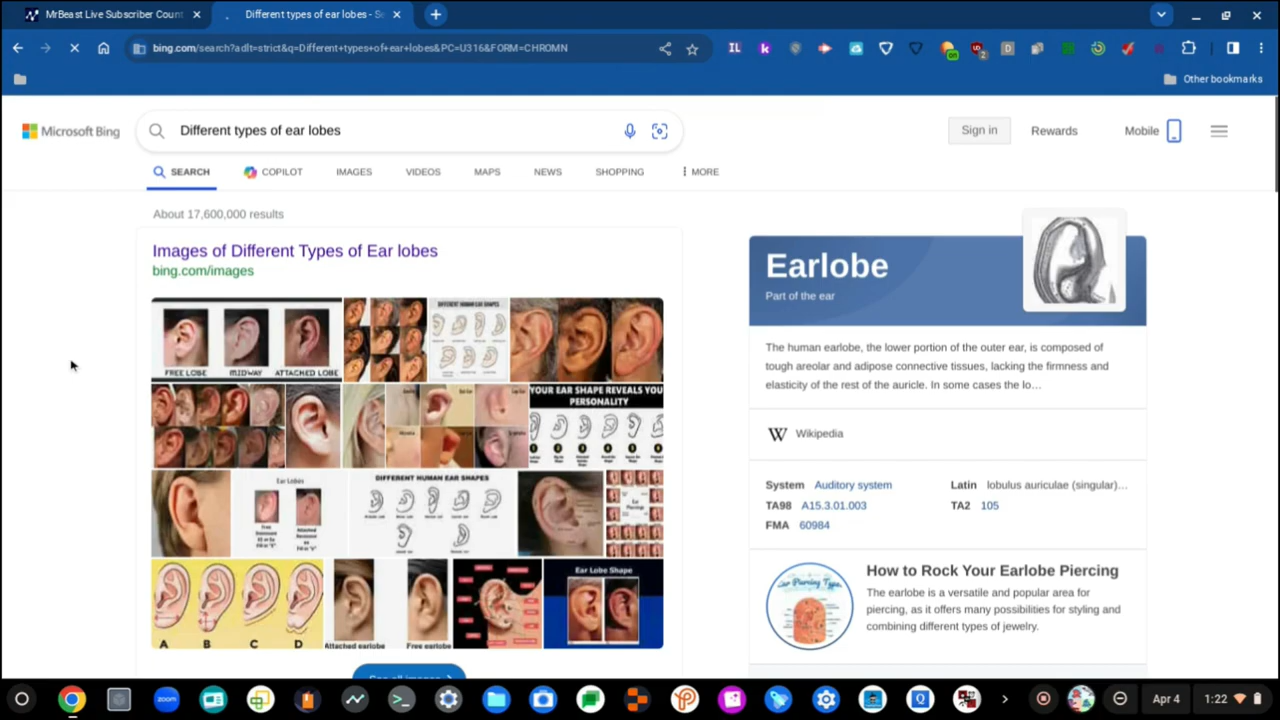 MrBeast Live Subscriber Count
Different types of ear lobes - Se
bing.com/search?adlt=strict&q=Different+types+of+ear+lobes&PC=U316&FORM=CHROMN
Other bookmarks
Microsoft Bing
Different types of ear lobes
Sign in
Rewards
Mobile
SEARCH
COPILOT
IMAGES
VIDEOS
MAPS
NEWS
SHOPPING
MORE
About 17,600,000 results
Images of Different Types of Ear lobes
bing.com/images
FREE LOBE
MIDWAY
ATTACHED LOBE
DIFFERENT HUMAN EAR SHAPES
YOUR EAR SHAPE REVEALS YOU
PERSONALITY
Ear Lobes
DIFFERENT HUMAN EAR SHAPES
A B C D
Attached earlobe
Free earlobe
Ear Lobe Shape
See all images
Earlobe
Part of the ear
The human earlobe, the lower portion of the outer ear, is composed of
tough areolar and adipose connective tissues, lacking the firmness and
elasticity of the rest of the auricle. In some cases the lo…
W Wikipedia
System Auditory system
Latin lobulus auriculae (singular)…
TA98 A15.3.01.003
TA2 105
FMA 60984
How to Rock Your Earlobe Piercing
The earlobe is a versatile and popular area for
piercing, as it offers many possibilities for styling and
combining different types of jewelry.
zoom
Apr 4
1:22